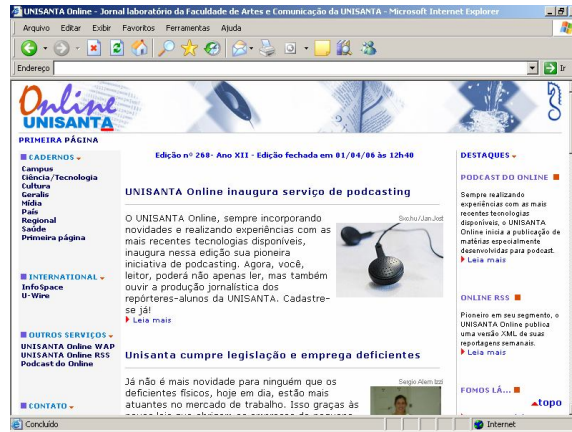 UNISANTA Online - Jornal laboratório da Faculdade de Artes e Comunicação da UNISANTA - Microsoft Internet Explorer
Arquivo Editar Exibir Favoritos Ferramentas Ajuda
Endereço Ir
Online
UNISANTA
PRIMEIRA PÁGINA
CADERNOS
Campus
Ciência/Tecnologia
Cultura
Geralis
Mídia
País
Regional
Saúde
Primeira página
INTERNATIONAL
InfoSpace
U-Wire
OUTROS SERVIÇOS
UNISANTA Online WAP
UNISANTA Online RSS
Podcast do Online
CONTATO
Edição nº 268- Ano XII - Edição fechada em 01/04/06 às 12h40
UNISANTA Online inaugura serviço de podcasting
Sxc.hu/Jan Jost
O UNISANTA Online, sempre incorporando
novidades e realizando experiências com as
mais recentes tecnologias disponíveis,
inaugura nessa edição sua pioneira
iniciativa de podcasting. Agora, você,
leitor, poderá não apenas ler, mas também
ouvir a produção jornalística dos
repórteres-alunos da UNISANTA. Cadastre-
se já!
Leia mais
Unisanta cumpre legislação e emprega deficientes
Sergio Alem Izzi
Já não é mais novidade para ninguém que os
deficientes físicos, hoje em dia, estão mais
atuantes no mercado de trabalho. Isso graças às
DESTAQUES
PODCAST DO ONLINE
Sempre realizando
experiências com as mais
recentes tecnologias
disponíveis, o UNISANTA
Online inicia a publicação de
matérias especialmente
desenvolvidas para podcast.
Leia mais
ONLINE RSS
Pioneiro em seu segmento, o
UNISANTA Online publica
uma versão XML de suas
reportagens semanais.
Leia mais
FOMOS LÁ...
topo
Concluído Internet